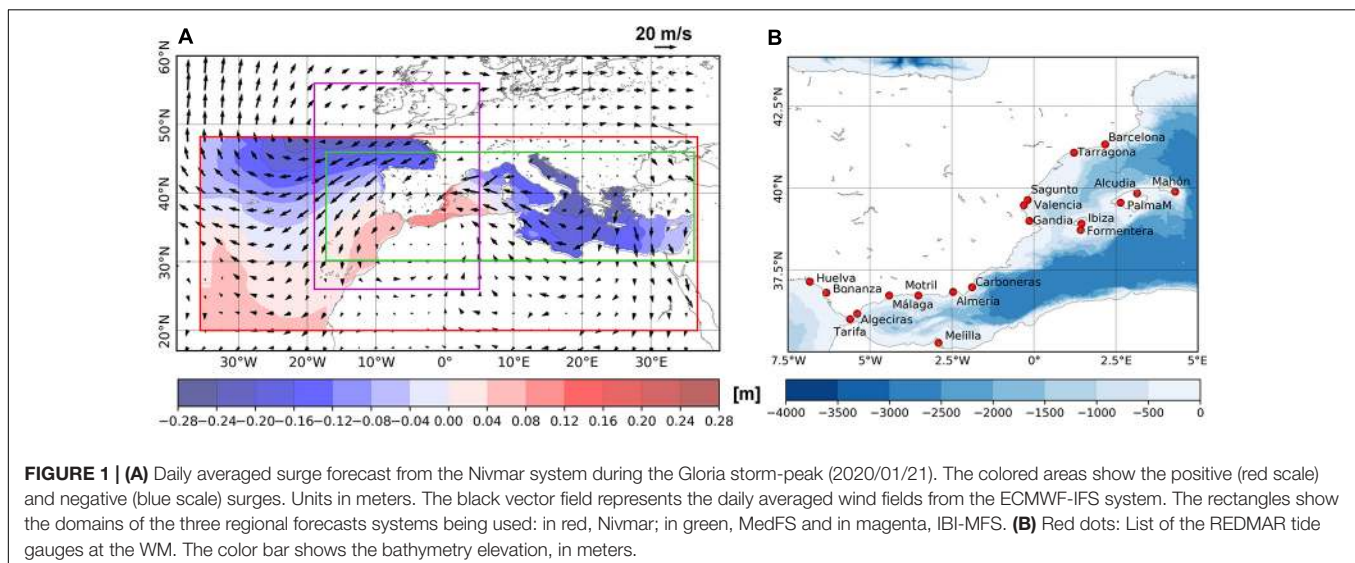 A
20 m/s
60°N
50°N
40°N
30°N
20°N
30°W
20°W
10°W
0°
10°E
20°E
30°E
[m]
−0.28−0.24−0.20−0.16−0.12−0.08−0.04 0.00 0.04 0.08 0.12 0.16 0.20 0.24 0.28
B
42.5°N
40°N
37.5°N
Barcelona
Tarragona
Alcudia
Mahón
Sagunto
Valencia
PalmaM
Gandia
Ibiza
Formentera
Huelva
Bonanza
Motril
Carboneras
Málaga
Almería
Algeciras
Tarifa
Melilla
7.5°W
5°W
2.5°W
0°
2.5°E
5°E
−4000 −3500 −3000 −2500 −2000 −1500 −1000 −500 0
FIGURE 1 | (A) Daily averaged surge forecast from the Nivmar system during the Gloria storm-peak (2020/01/21). The colored areas show the positive (red scale)
and negative (blue scale) surges. Units in meters. The black vector field represents the daily averaged wind fields from the ECMWF-IFS system. The rectangles show
the domains of the three regional forecasts systems being used: in red, Nivmar; in green, MedFS and in magenta, IBI-MFS. (B) Red dots: List of the REDMAR tide
gauges at the WM. The color bar shows the bathymetry elevation, in meters.